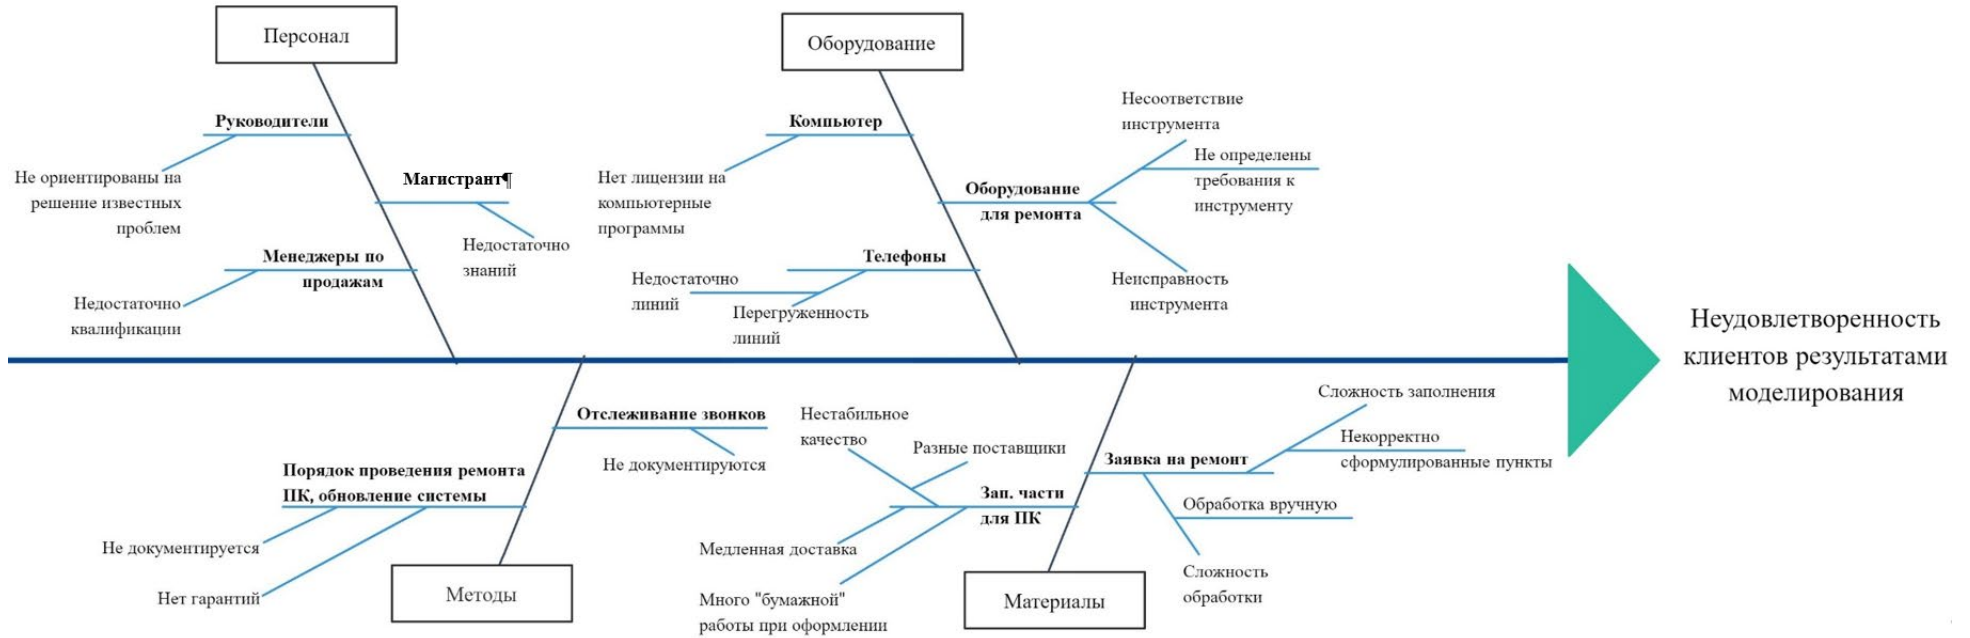 Персонал
Оборудование
Руководители
Не ориентированы на
решение известных
проблем
Магистрант¶
Недостаточно
знаний
Менеджеры по
продажам
Недостаточно
квалификации
Компьютер
Нет лицензии на
компьютерные
программы
Несоответствие
инструмента
Не определены
требования к
инструменту
Оборудование
для ремонта
Неисправность
инструмента
Телефоны
Недостаточно
линий
Перегруженность
линий
Неудовлетворенность
клиентов результатами
моделирования
Отслеживание звонков
Не документируются
Порядок проведения ремонта
ПК, обновление системы
Не документируется
Нет гарантий
Методы
Нестабильное
качество
Разные поставщики
Зап. части
для ПК
Медленная доставка
Много "бумажной"
работы при оформлении
Сложность заполнения
Некорректно
сформулированные пункты
Заявка на ремонт
Обработка вручную
Сложность
обработки
Материалы